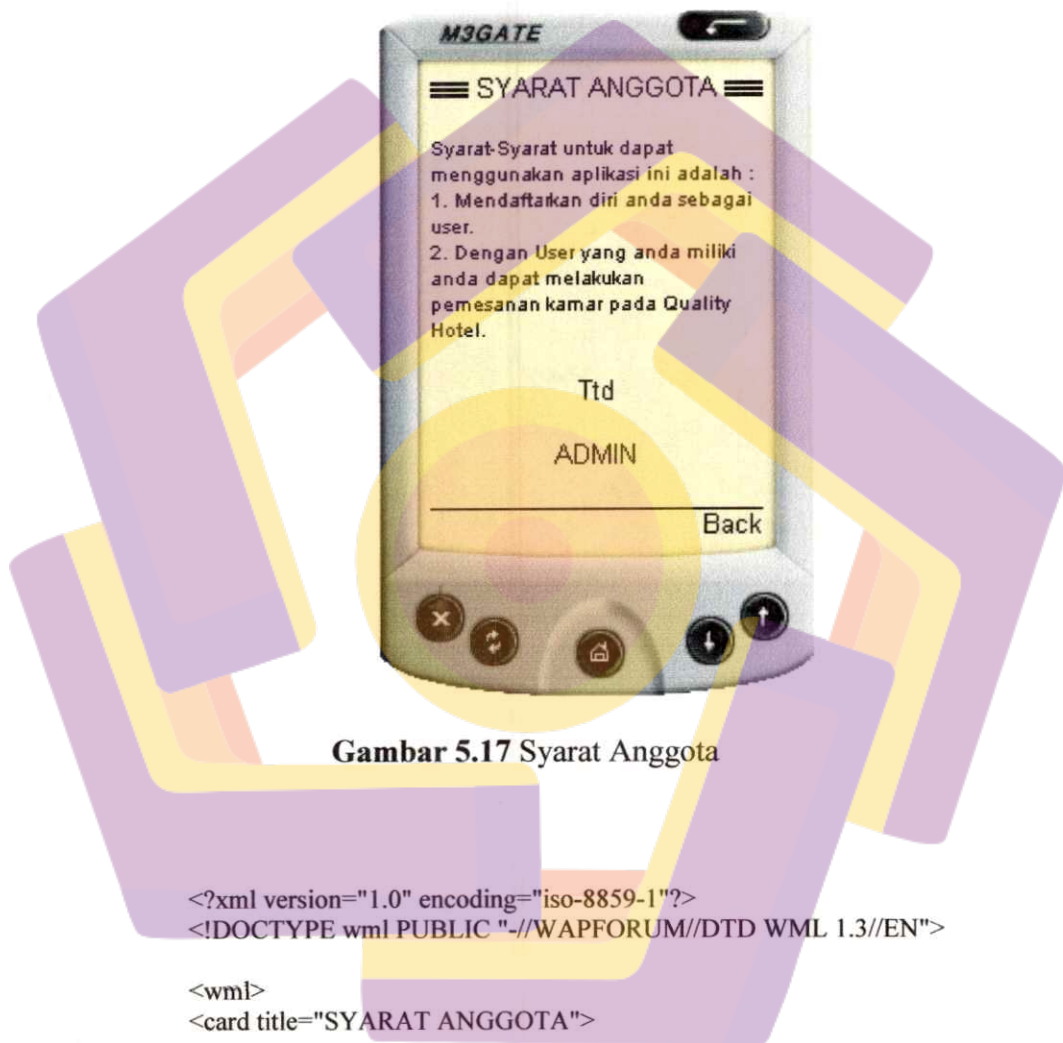 M3GATE
SYARAT ANGGOTA
Syarat-Syarat untuk dapat
menggunakan aplikasi ini adalah :
1. Mendaftarkan diri anda sebagai
user.
2. Dengan User yang anda miliki
anda dapat melakukan
pemesanan kamar pada Quality
Hotel.
Ttd
ADMIN
Back
Gambar 5.17 Syarat Anggota
<?xml version="1.0" encoding="iso-8859-1"?>
<!DOCTYPE wml PUBLIC "-//WAPFORUM//DTD WML 1.3//EN">
<wml>
<card title="SYARAT ANGGOTA">